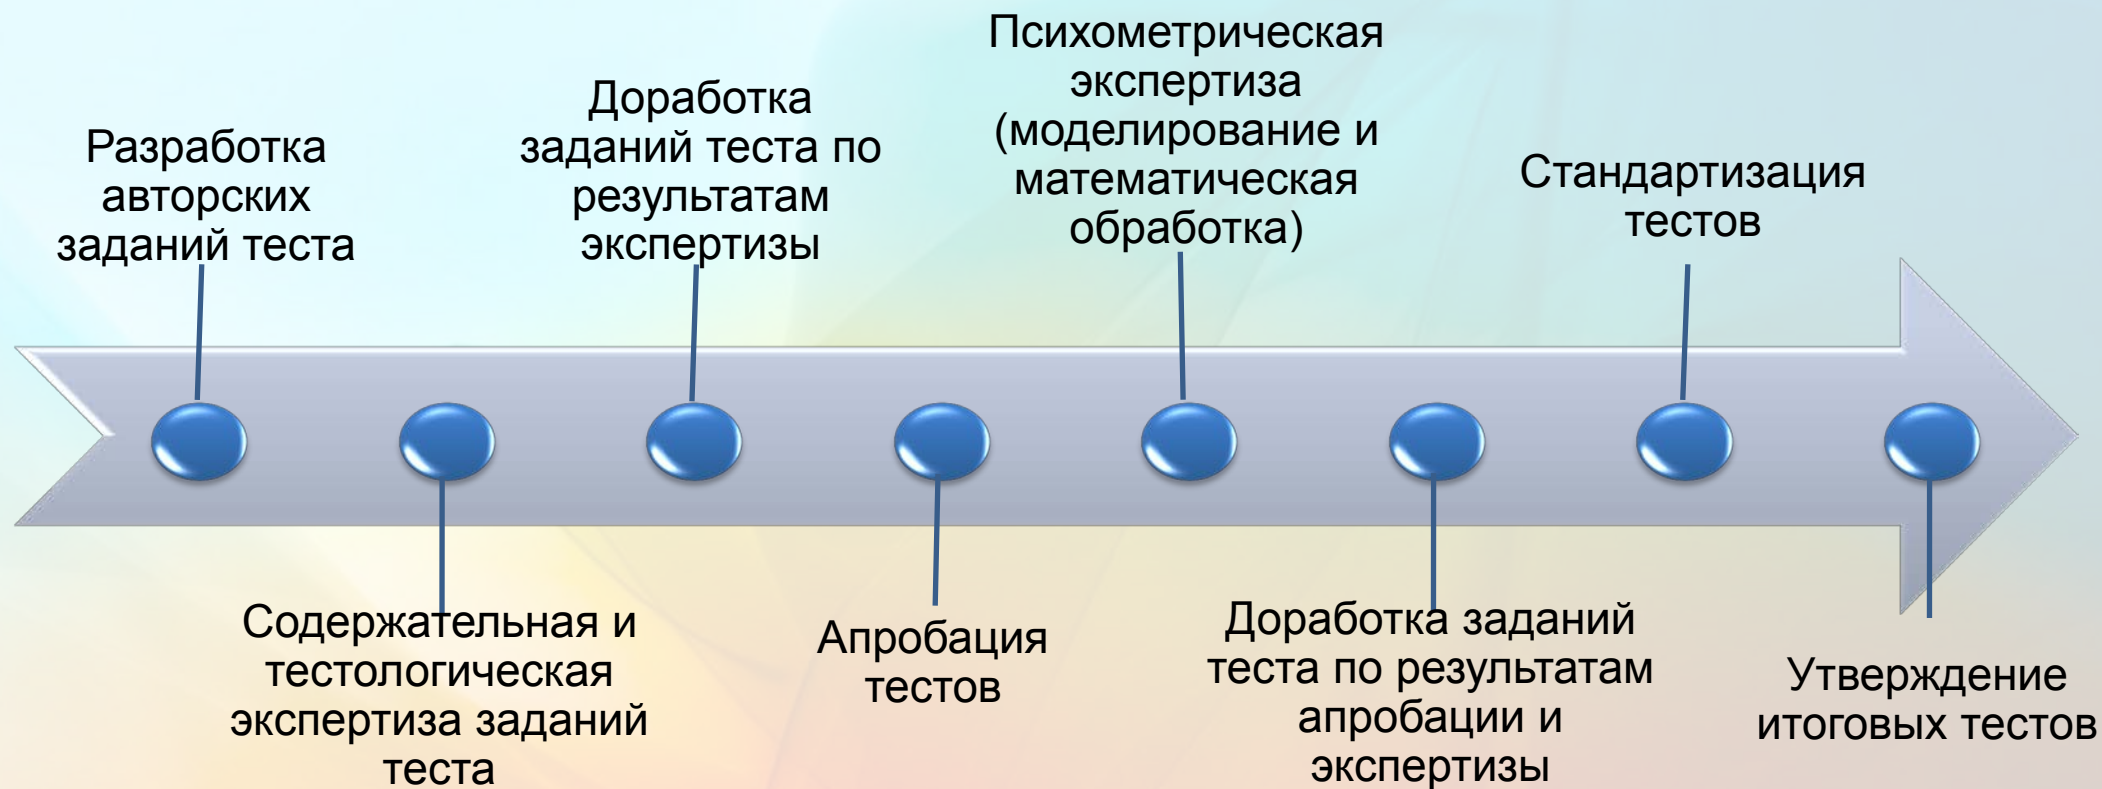 Разработка
авторских
заданий теста
Содержательная и
тестологическая
экспертиза заданий
теста
Доработка
заданий теста по
результатам
экспертизы
Апробация
тестов
Психометрическая
экспертиза
(моделирование и
математическая
обработка)
Доработка заданий
теста по результатам
апробации и
экспертизы
Стандартизация
тестов
Утверждение
итоговых тестов